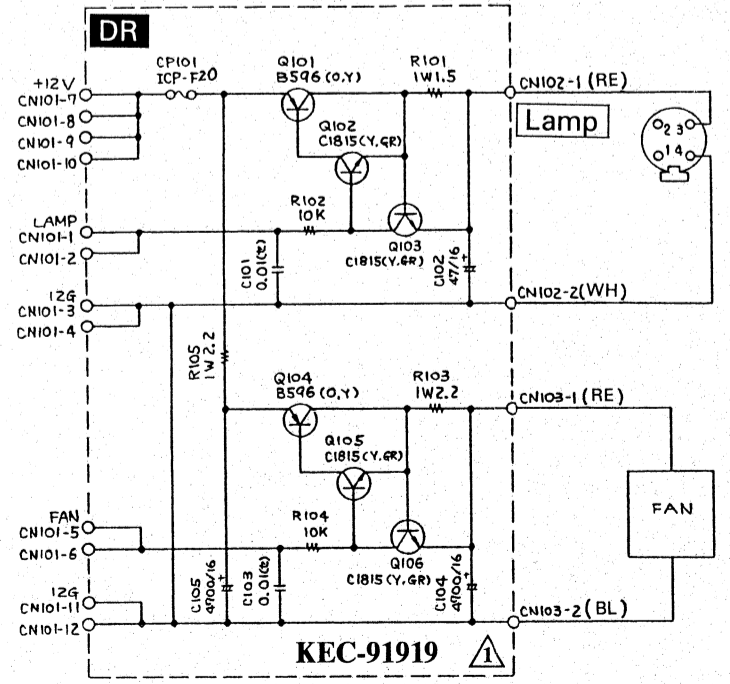 DR
CP101
ICP-F20
Q101
B596(O,Y)
R101
1W1.5
+12V
CN101-7
CN101-8
CN101-9
CN101-10
CN102-1(RE)
Lamp
2 3
1 4
Q102
C1815(Y,GR)
R102
10K
LAMP
CN101-1
CN101-2
C101
0.01(Z)
Q103
C1815(Y,GR)
C102
47/16
+
12G
CN101-3
CN101-4
CN102-2(WH)
R105
1W2.2
Q104
B596(O,Y)
R103
1W2.2
CN103-1(RE)
Q105
C1815(Y,GR)
FAN
R104
10K
FAN
CN101-5
CN101-6
Q106
C1815(Y,GR)
C105
4700/16
+
C103
0.01(Z)
C104
4700/16
+
12G
CN101-11
CN101-12
CN103-2(BL)
KEC-91919
1